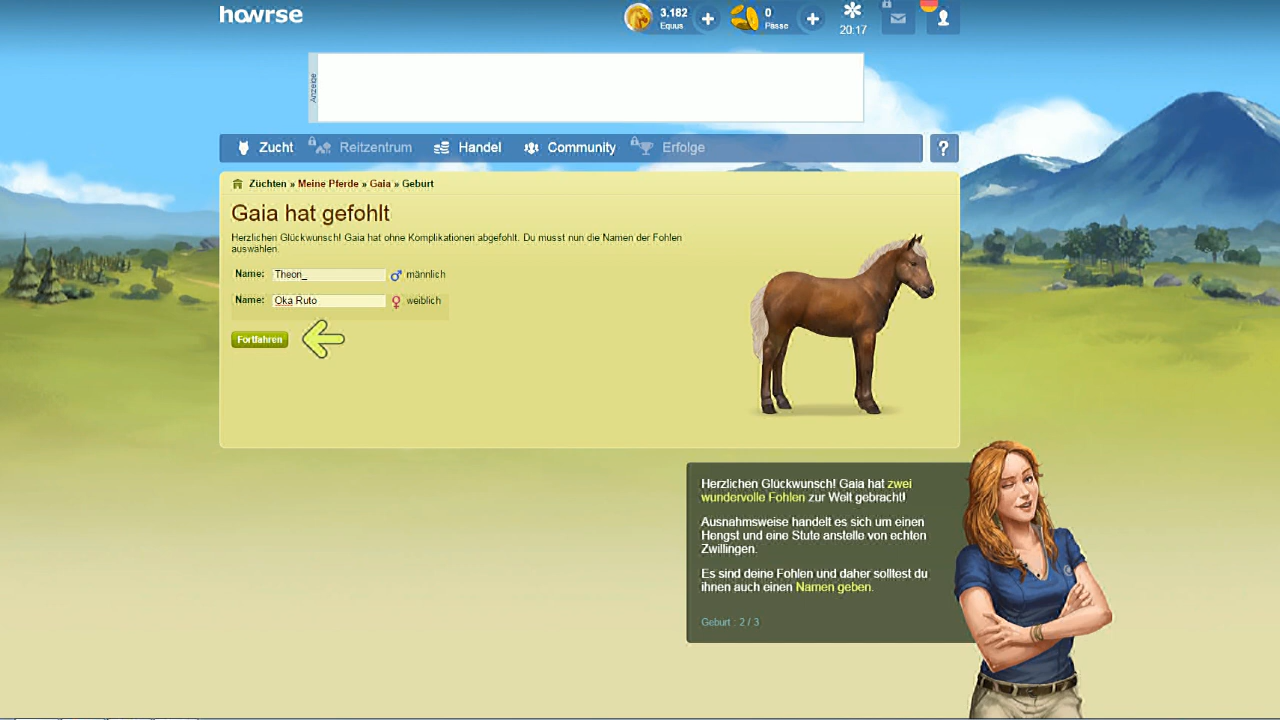 howrse
3.182
Equus
0
Pässe
20:17
Anzeige
Zucht Reitzentrum Handel Community Erfolge ?
Züchten » Meine Pferde » Gaia » Geburt
Gaia hat gefohlt
Herzlichen Glückwunsch! Gaia hat ohne Komplikationen abgefohlt. Du musst nun die Namen der Fohlen
auswählen.
Name: Theon_ männlich
Name: Oka Ruto weiblich
Fortfahren
Herzlichen Glückwunsch! Gaia hat zwei
wundervolle Fohlen zur Welt gebracht!
Ausnahmsweise handelt es sich um einen
Hengst und eine Stute anstelle von echten
Zwillingen.
Es sind deine Fohlen und daher solltest du
ihnen auch einen Namen geben.
Geburt : 2 / 3